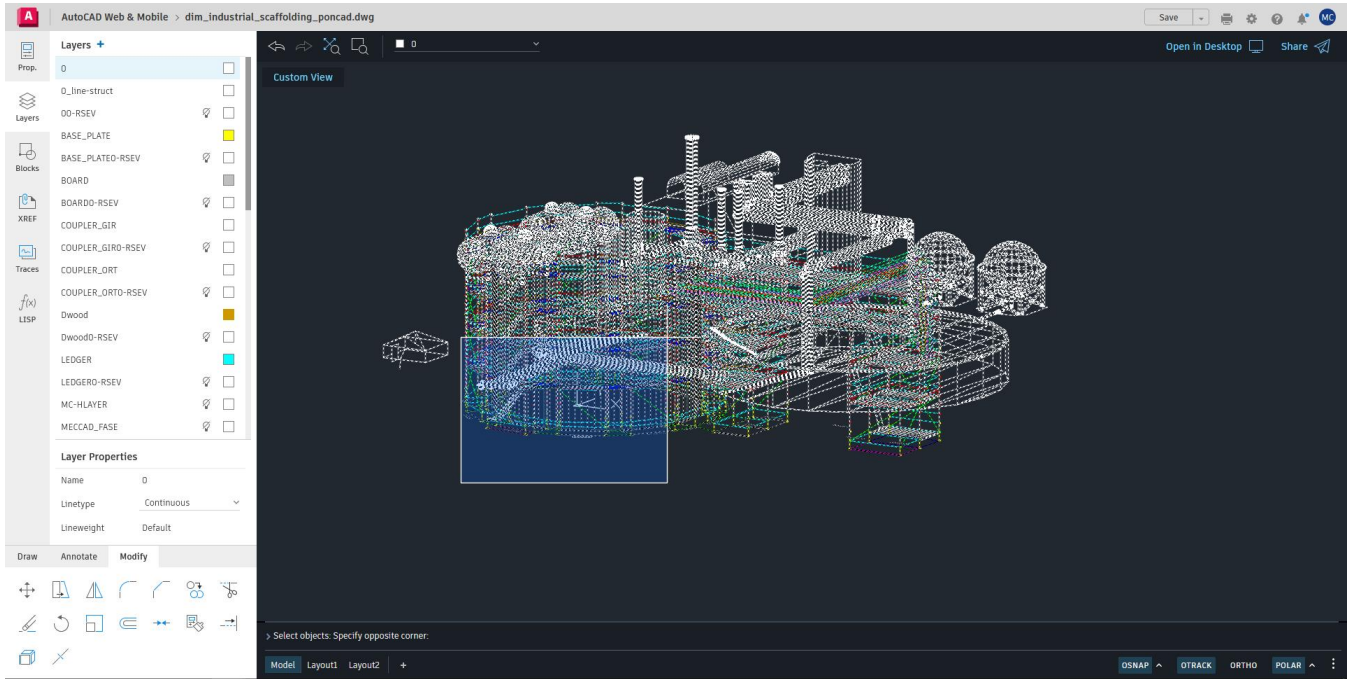 A AutoCAD Web & Mobile > dim_industrial_scaffolding_poncad.dwg Save MC
Prop.
Layers
Blocks
XREF
Traces
f(x)
LISP
Layers +
0
0_line-struct
00-RSEV
BASE_PLATE
BASE_PLATE0-RSEV
BOARD
BOARD0-RSEV
COUPLER_GIR
COUPLER_GIR0-RSEV
COUPLER_ORT
COUPLER_ORT0-RSEV
Dwood
Dwood0-RSEV
LEDGER
LEDGER0-RSEV
MC-HLAYER
MECCAD_FASE
Layer Properties
Name 0
Linetype Continuous
Lineweight Default
Draw Annotate Modify
0
Open in Desktop Share
Custom View
> Select objects: Specify opposite corner:
Model Layout1 Layout2 +
OSNAP OTRACK ORTHO POLAR